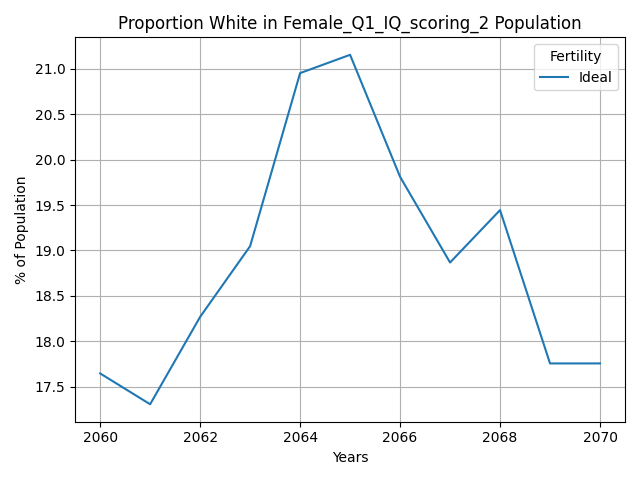 Proportion White in Female_Q1_IQ_scoring_2 Population
Fertility
Ideal
% of Population
21.0
20.5
20.0
19.5
19.0
18.5
18.0
17.5
2060 2062 2064 2066 2068 2070
Years